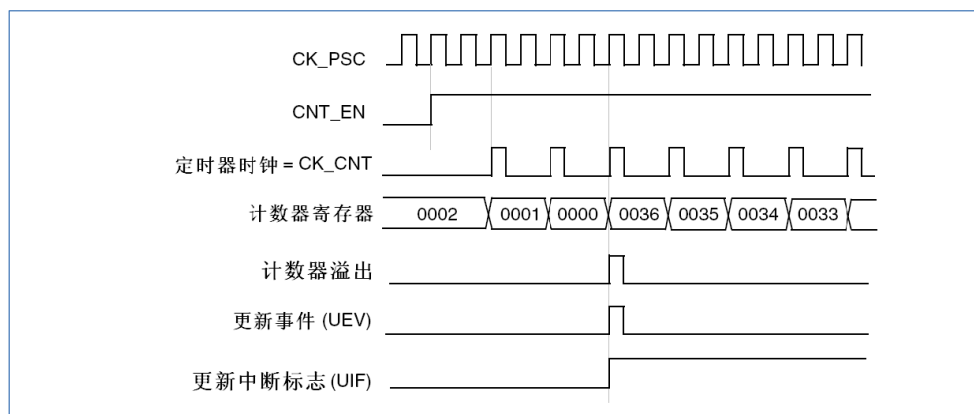 CK_PSC
CNT_EN
定时器时钟 = CK_CNT
计数器寄存器 0002 0001 0000 0036 0035 0034 0033
计数器溢出
更新事件 (UEV)
更新中断标志 (UIF)